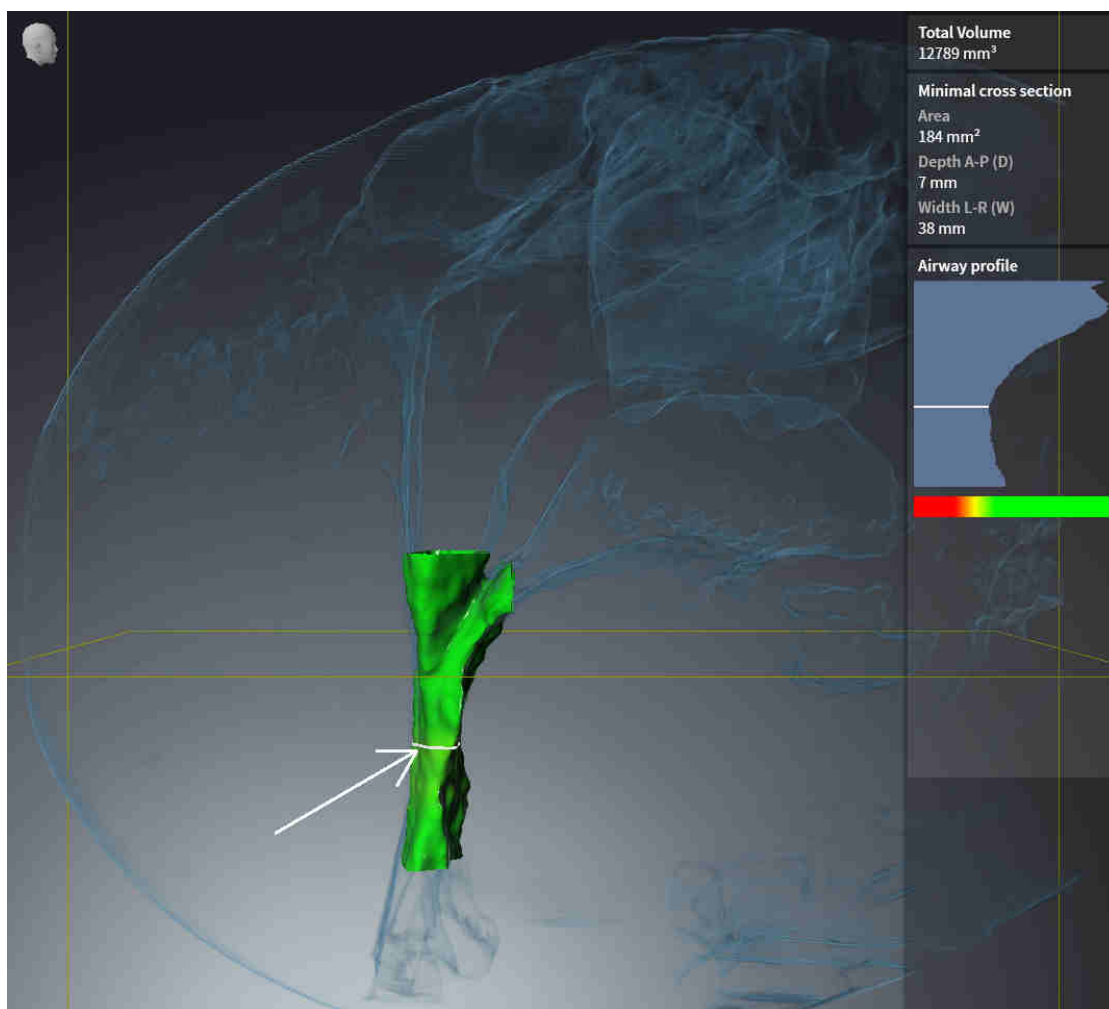 Total Volume
12789 mm³
Minimal cross section
Area
184 mm²
Depth A-P (D)
7 mm
Width L-R (W)
38 mm
Airway profile